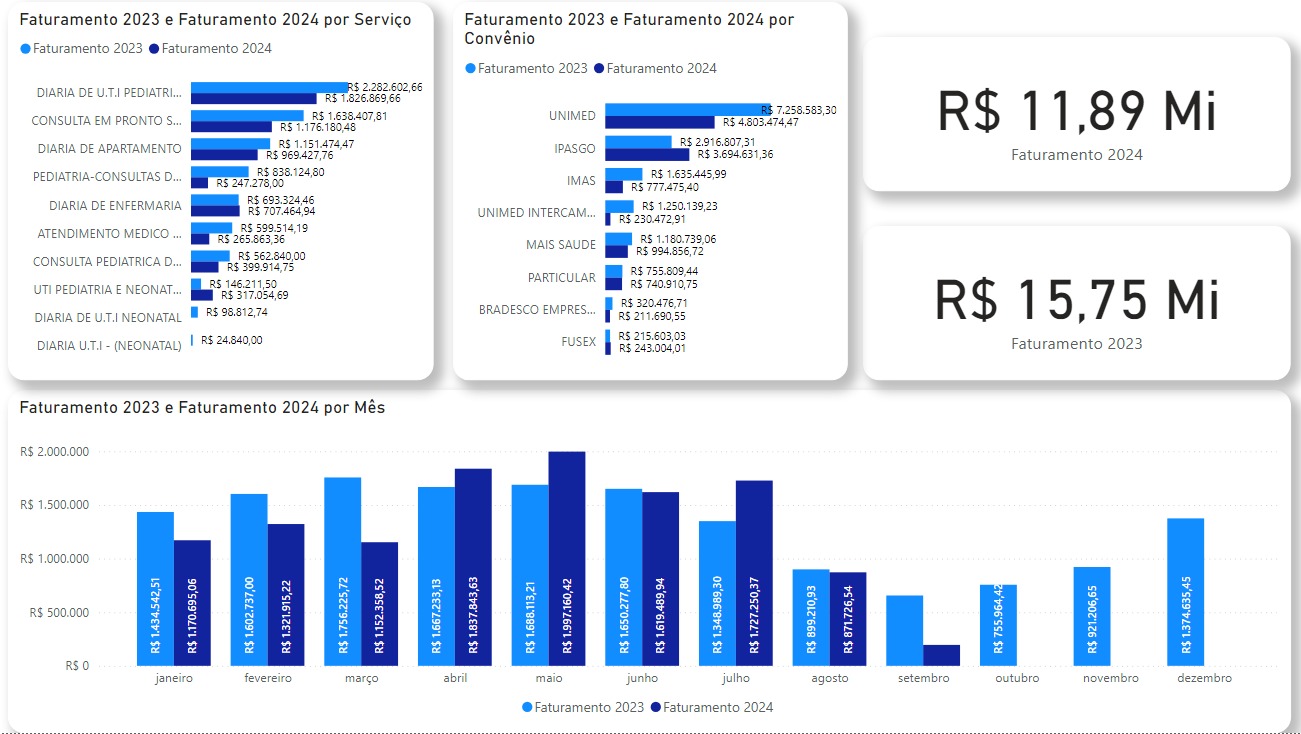 Faturamento 2023 e Faturamento 2024 por Serviço
Faturamento 2023 Faturamento 2024
DIARIA DE U.T.I PEDIATRI... R$ 2.282.602,66
R$ 1.826.869,66
CONSULTA EM PRONTO S... R$ 1.638.407,81
R$ 1.176.180,48
DIARIA DE APARTAMENTO R$ 1.151.474,47
R$ 969.427,76
PEDIATRIA-CONSULTAS D... R$ 838.124,80
R$ 247.278,00
DIARIA DE ENFERMARIA R$ 693.324,46
R$ 707.464,94
ATENDIMENTO MEDICO ... R$ 599.514,19
R$ 265.863,36
CONSULTA PEDIATRICA D... R$ 562.840,00
R$ 399.914,75
UTI PEDIATRIA E NEONAT... R$ 146.211,50
R$ 317.054,69
DIARIA DE U.T.I NEONATAL R$ 98.812,74
DIARIA U.T.I - (NEONATAL) R$ 24.840,00
Faturamento 2023 e Faturamento 2024 por
Convênio
Faturamento 2023 Faturamento 2024
UNIMED R$ 7.258.583,30
R$ 4.803.474,47
IPASGO R$ 2.916.807,31
R$ 3.694.631,36
IMAS R$ 1.635.445,99
R$ 777.475,40
UNIMED INTERCAM... R$ 1.250.139,23
R$ 230.472,91
MAIS SAUDE R$ 1.180.739,06
R$ 994.856,72
PARTICULAR R$ 755.809,44
R$ 740.910,75
BRADESCO EMPRES... R$ 320.476,71
R$ 211.690,55
FUSEX R$ 215.603,03
R$ 243.004,01
R$ 11,89 Mi
Faturamento 2024
R$ 15,75 Mi
Faturamento 2023
Faturamento 2023 e Faturamento 2024 por Mês
R$ 2.000.000
R$ 1.500.000
R$ 1.000.000
R$ 500.000
R$ 0
R$ 1.434.542,51
R$ 1.170.695,06
R$ 1.602.737,00
R$ 1.321.915,22
R$ 1.756.225,72
R$ 1.152.358,52
R$ 1.667.233,13
R$ 1.837.843,63
R$ 1.688.113,21
R$ 1.997.160,42
R$ 1.650.277,80
R$ 1.619.489,94
R$ 1.348.989,30
R$ 1.727.250,37
R$ 899.210,93
R$ 871.726,54
R$ 755.964,42
R$ 921.206,65
R$ 1.374.635,45
janeiro fevereiro março abril maio junho julho agosto setembro outubro novembro dezembro
Faturamento 2023 Faturamento 2024